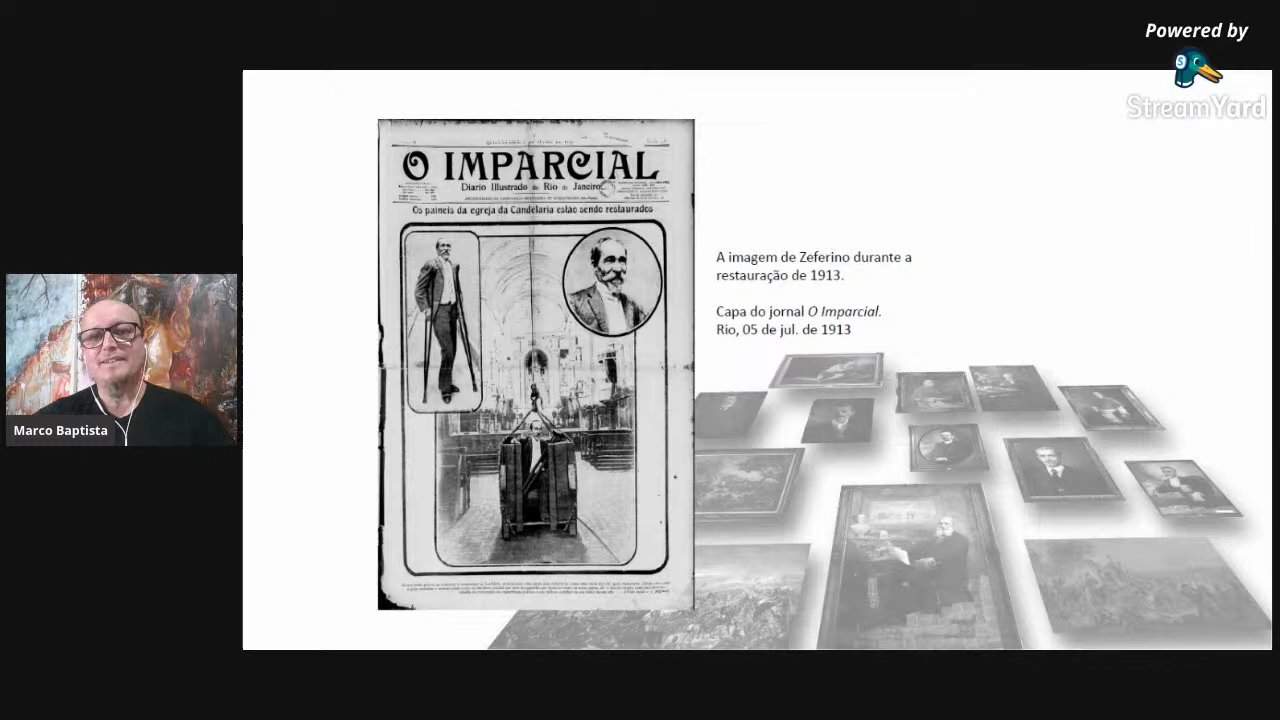 Powered by
StreamYard
O IMPARCIAL
Diario Illustrado do Rio de Janeiro
Os paineis da egreja da Candelaria estão sendo restaurados
A imagem de Zeferino durante a
restauração de 1913.
Capa do jornal O Imparcial.
Rio, 05 de jul. de 1913
Marco Baptista